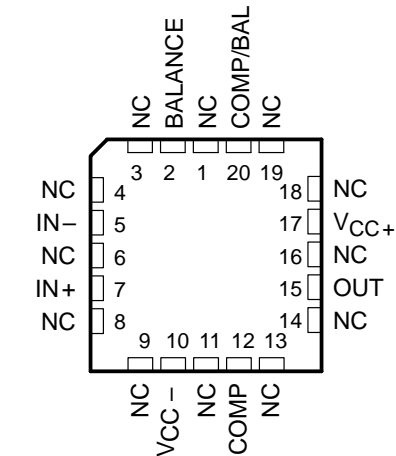 NC
BALANCE
NC
COMP/BAL
NC
3 2 1 20 19
NC 4
IN− 5
NC 6
IN+ 7
NC 8
18 NC
17 VCC+
16 NC
15 OUT
14 NC
9 10 11 12 13
NC
VCC−
NC
COMP
NC